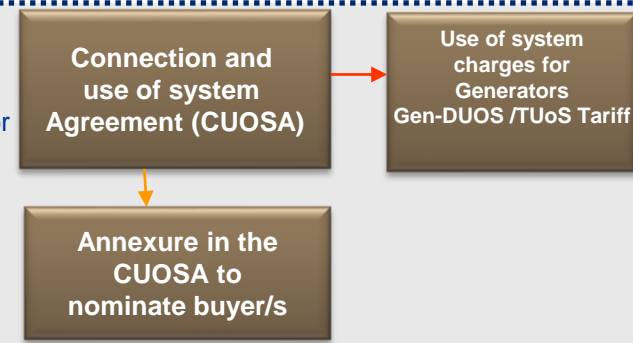 Connection and
use of system
Agreement (CUOSA)
Use of system
charges for
Generators
Gen-DUOS /TUoS Tariff
Annexure in the
CUOSA to
nominate buyer/s